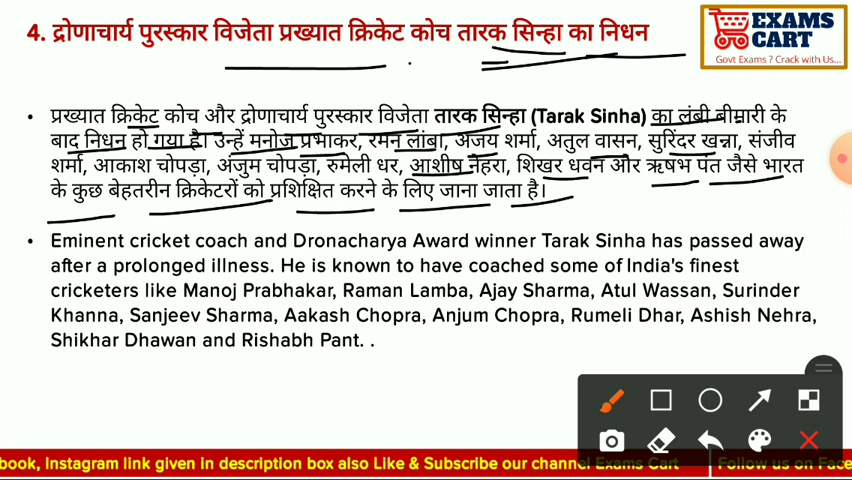 4. द्रोणाचार्य पुरस्कार विजेता प्रख्यात क्रिकेट कोच तारक सिन्हा का निधन
EXAMS
CART
Govt Exams ? Crack with Us...
• प्रख्यात क्रिकेट कोच और द्रोणाचार्य पुरस्कार विजेता तारक सिन्हा (Tarak Sinha) का लंबी बीमारी के
बाद निधन हो गया है। उन्हें मनोज प्रभाकर, रमन लांबा, अजय शर्मा, अतुल वासन, सुरिंदर खन्ना, संजीव
शर्मा, आकाश चोपड़ा, अंजुम चोपड़ा, रुमेली धर, आशीष नेहरा, शिखर धवन और ऋषभ पंत जैसे भारत
के कुछ बेहतरीन क्रिकेटरों को प्रशिक्षित करने के लिए जाना जाता है।
• Eminent cricket coach and Dronacharya Award winner Tarak Sinha has passed away
after a prolonged illness. He is known to have coached some of India's finest
cricketers like Manoj Prabhakar, Raman Lamba, Ajay Sharma, Atul Wassan, Surinder
Khanna, Sanjeev Sharma, Aakash Chopra, Anjum Chopra, Rumeli Dhar, Ashish Nehra,
Shikhar Dhawan and Rishabh Pant. .
book, Instagram link given in description box also Like & Subscribe our channel Exams Cart Follow us on Face